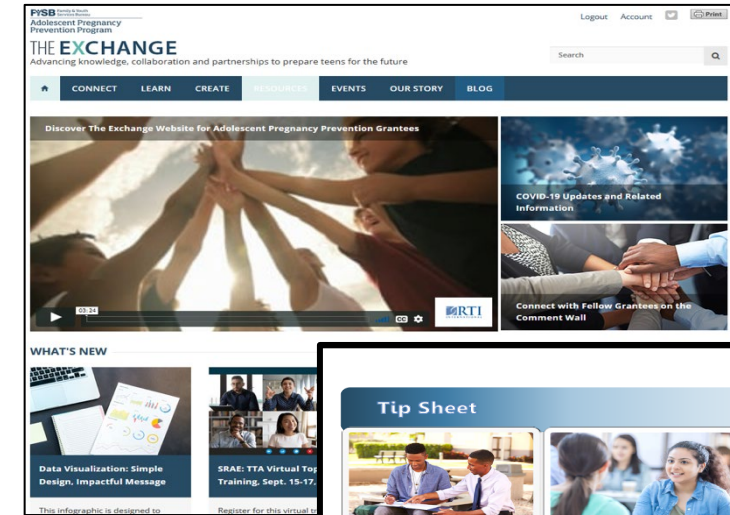 FYSB Family & Youth
Services Bureau
Adolescent Pregnancy
Prevention Program
Logout Account Print
THE EXCHANGE
Advancing knowledge, collaboration and partnerships to prepare teens for the future
Search
CONNECT LEARN CREATE RESOURCES EVENTS OUR STORY BLOG
Discover The Exchange Website for Adolescent Pregnancy Prevention Grantees
COVID-19 Updates and Related
Information
03:24
CC
RTI
INTERNATIONAL
Connect with Fellow Grantees on the
Comment Wall
WHAT'S NEW
Tip Sheet
Data Visualization: Simple
Design, Impactful Message
SRAE: TTA Virtual Top
Training, Sept. 15-17,
This infographic is designed to
Register for this virtual tr